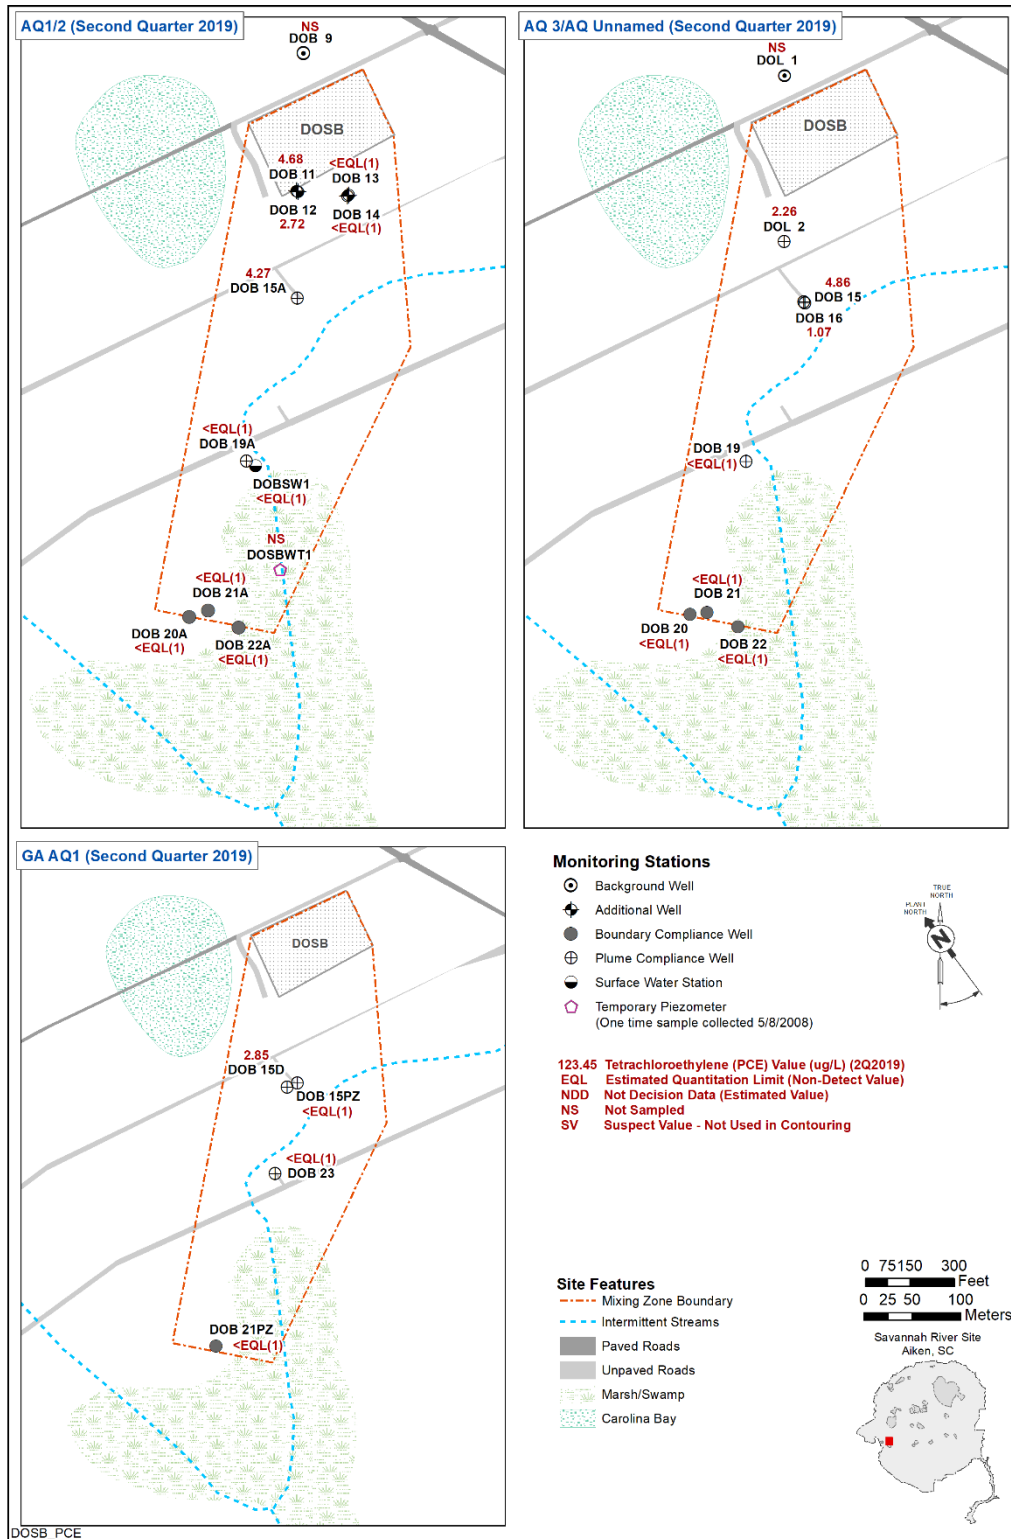 AQ1/2 (Second Quarter 2019)
NS
DOB 9
DOSB
4.68
DOB 11
<EQL(1)
DOB 13
DOB 12
2.72
DOB 14
<EQL(1)
4.27
DOB 15A
<EQL(1)
DOB 19A
DOBSW1
<EQL(1)
NS
DOSBWT1
<EQL(1)
DOB 21A
DOB 20A
<EQL(1)
DOB 22A
<EQL(1)
AQ 3/AQ Unnamed (Second Quarter 2019)
NS
DOL 1
DOSB
2.26
DOL 2
4.86
DOB 15
DOB 16
1.07
DOB 19
<EQL(1)
<EQL(1)
DOB 21
DOB 20
<EQL(1)
DOB 22
<EQL(1)
GA AQ1 (Second Quarter 2019)
DOSB
2.85
DOB 15D
DOB 15PZ
<EQL(1)
<EQL(1)
DOB 23
DOB 21PZ
<EQL(1)
Monitoring Stations
Background Well
Additional Well
Boundary Compliance Well
Plume Compliance Well
Surface Water Station
Temporary Piezometer
(One time sample collected 5/8/2008)
TRUE
NORTH
PLANT
NORTH
N
123.45 Tetrachloroethylene (PCE) Value (ug/L) (2Q2019)
EQL Estimated Quantitation Limit (Non-Detect Value)
NDD Not Decision Data (Estimated Value)
NS Not Sampled
SV Suspect Value - Not Used in Contouring
Site Features
Mixing Zone Boundary
Intermittent Streams
Paved Roads
Unpaved Roads
Marsh/Swamp
Carolina Bay
0 75 150 300
Feet
0 25 50 100
Meters
Savannah River Site
Aiken, SC
DOSB PCE